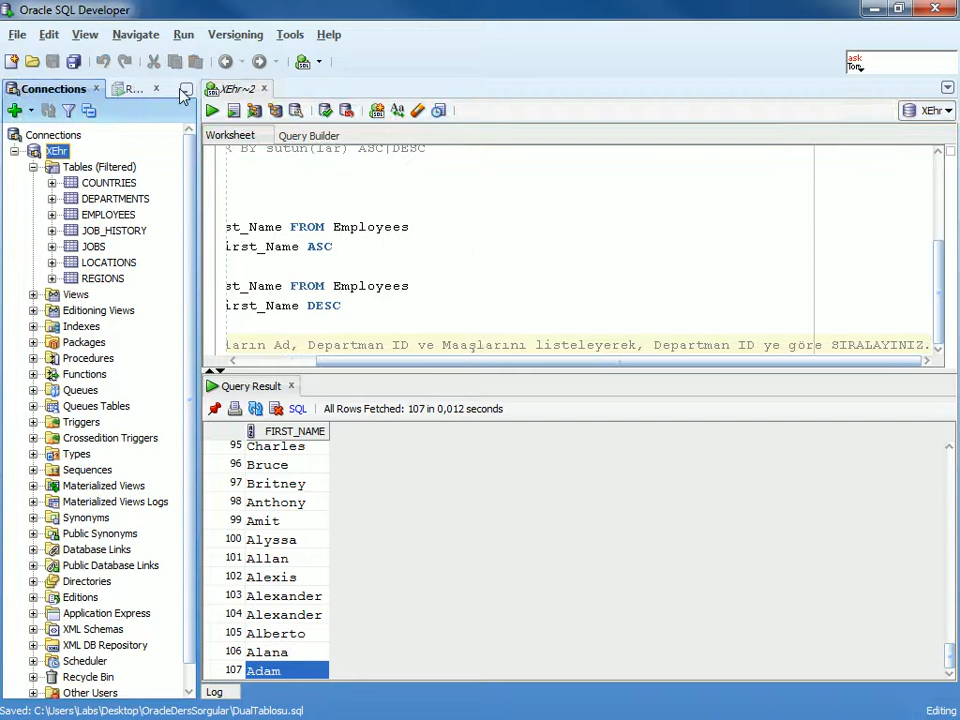 Oracle SQL Developer
File Edit View Navigate Run Versioning Tools Help
ask
Tom
Connections
R...
XEhr~2
XEhr
Worksheet
Query Builder
Connections
XEhr
Tables (Filtered)
COUNTRIES
DEPARTMENTS
EMPLOYEES
JOB_HISTORY
JOBS
LOCATIONS
REGIONS
Views
Editioning Views
Indexes
Packages
Procedures
Functions
Queues
Queues Tables
Triggers
Crossedition Triggers
Types
Sequences
Materialized Views
Materialized Views Logs
Synonyms
Public Synonyms
Database Links
Public Database Links
Directories
Editions
Application Express
XML Schemas
XML DB Repository
Scheduler
Recycle Bin
Other Users
R BY sütun(lar) ASC|DESC
st_Name FROM Employees
irst_Name ASC
st_Name FROM Employees
irst_Name DESC
ların Ad, Departman ID ve Maaşlarını listeleyerek, Departman ID ye göre SIRALAYINIZ.
Query Result
SQL
All Rows Fetched: 107 in 0,012 seconds
FIRST_NAME
95 Charles
96 Bruce
97 Britney
98 Anthony
99 Amit
100 Alyssa
101 Allan
102 Alexis
103 Alexander
104 Alexander
105 Alberto
106 Alana
107 Adam
Log
Saved: C:\Users\Labs\Desktop\OracleDersSorgular\DualTablosu.sql
Editing